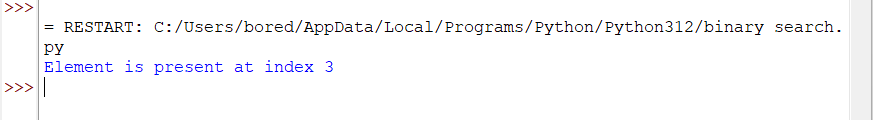 >>>
= RESTART: C:/Users/bored/AppData/Local/Programs/Python/Python312/binary search.
py
Element is present at index 3
>>>